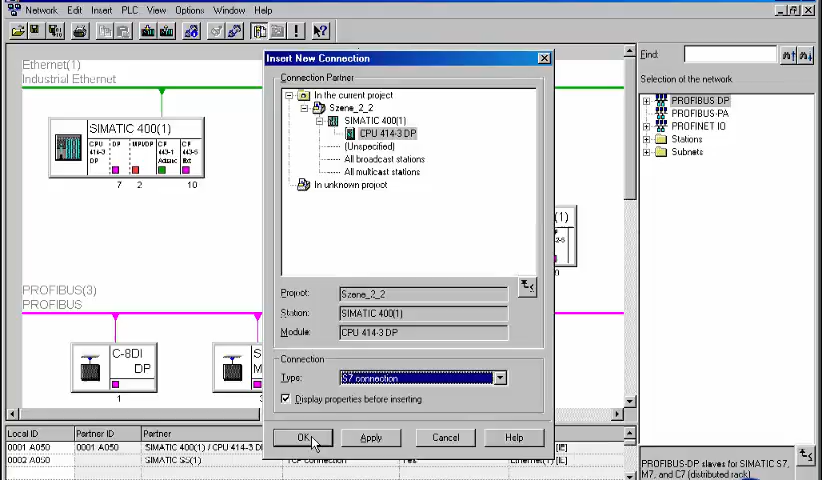 Network Edit Insert PLC View Options Window Help
Ethernet(1)
Industrial Ethernet
SIMATIC 400(1)
CPU 414-3 DP
DP
MPI/DP
CP 443-1
CP 443-5 Ext
7 2 10
PROFIBUS(3)
PROFIBUS
C-8DI
DP
1
Insert New Connection
Connection Partner
In the current project
Szene_2_2
SIMATIC 400(1)
CPU 414-3 DP
(Unspecified)
All broadcast stations
All multicast stations
In unknown project
Project: Szene_2_2
Station: SIMATIC 400(1)
Module: CPU 414-3 DP
Connection
Type: S7 connection
Display properties before inserting
OK Apply Cancel Help
Find:
Selection of the network
PROFIBUS DP
PROFIBUS-PA
PROFINET IO
Stations
Subnets
Local ID Partner ID Partner
0001 A050 0001 A050 SIMATIC 400(1) / CPU 414-3 D
0002 A050 SIMATIC S5(1) TCP connection Yes Ethernet(1) [IE]
PROFIBUS-DP slaves for SIMATIC S7,
M7, and C7 (distributed rack)